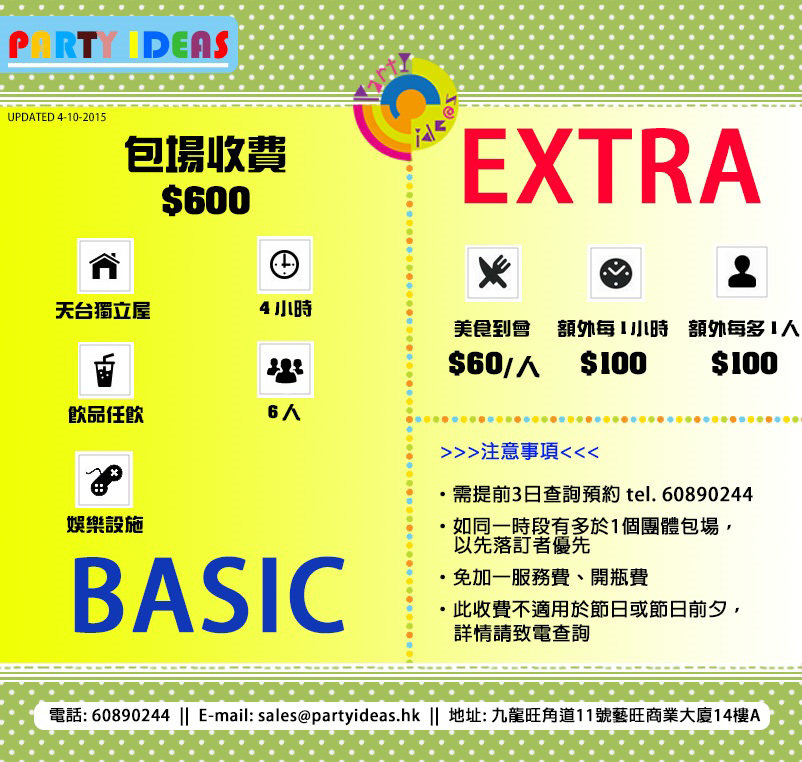 PARTY IDEAS
Party ide@s
UPDATED 4-10-2015
包場收費
$600
天台獨立屋
4 小時
飲品任飲
6 人
娛樂設施
BASIC
EXTRA
美食到會
額外每 1 小時
額外每多 1 人
$60/人
$100
$100
>>>注意事項<<<
・需提前3日查詢預約 tel. 60890244
・如同一時段有多於1個團體包場，
以先落訂者優先
・免加一服務費、開瓶費
・此收費不適用於節日或節日前夕，
詳情請致電查詢
電話: 60890244 || E-mail: sales@partyideas.hk || 地址: 九龍旺角道11號藝旺商業大廈14樓A